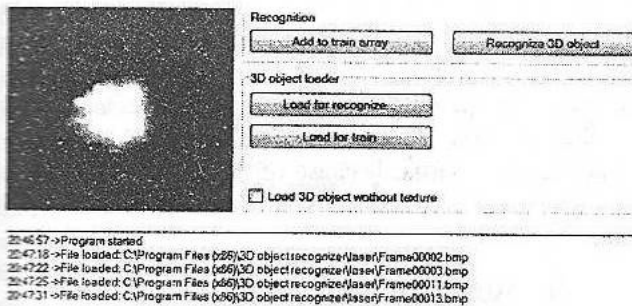 Recognition
Add to train array
Recognize 3D object
3D object loader
Load for recognize
Load for train
Load 3D object without texture
20:46:57->Program started
20:47:18->File loaded: C:\Program Files (x86)\3D object recognizer\laser\Frame00002.bmp
20:47:22->File loaded: C:\Program Files (x86)\3D object recognizer\laser\Frame00003.bmp
20:47:25->File loaded: C:\Program Files (x86)\3D object recognizer\laser\Frame00011.bmp
20:47:31->File loaded: C:\Program Files (x86)\3D object recognizer\laser\Frame00013.bmp